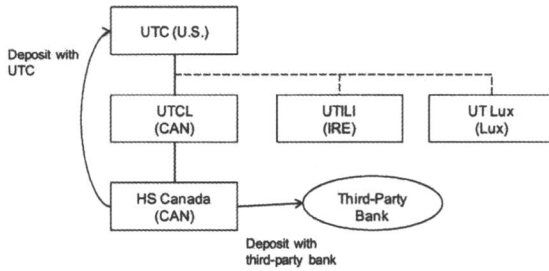 UTC (U.S.)
Deposit with
UTC
UTCL
(CAN)
UTILI
(IRE)
UT Lux
(Lux)
HS Canada
(CAN)
Third-Party
Bank
Deposit with
third-party bank